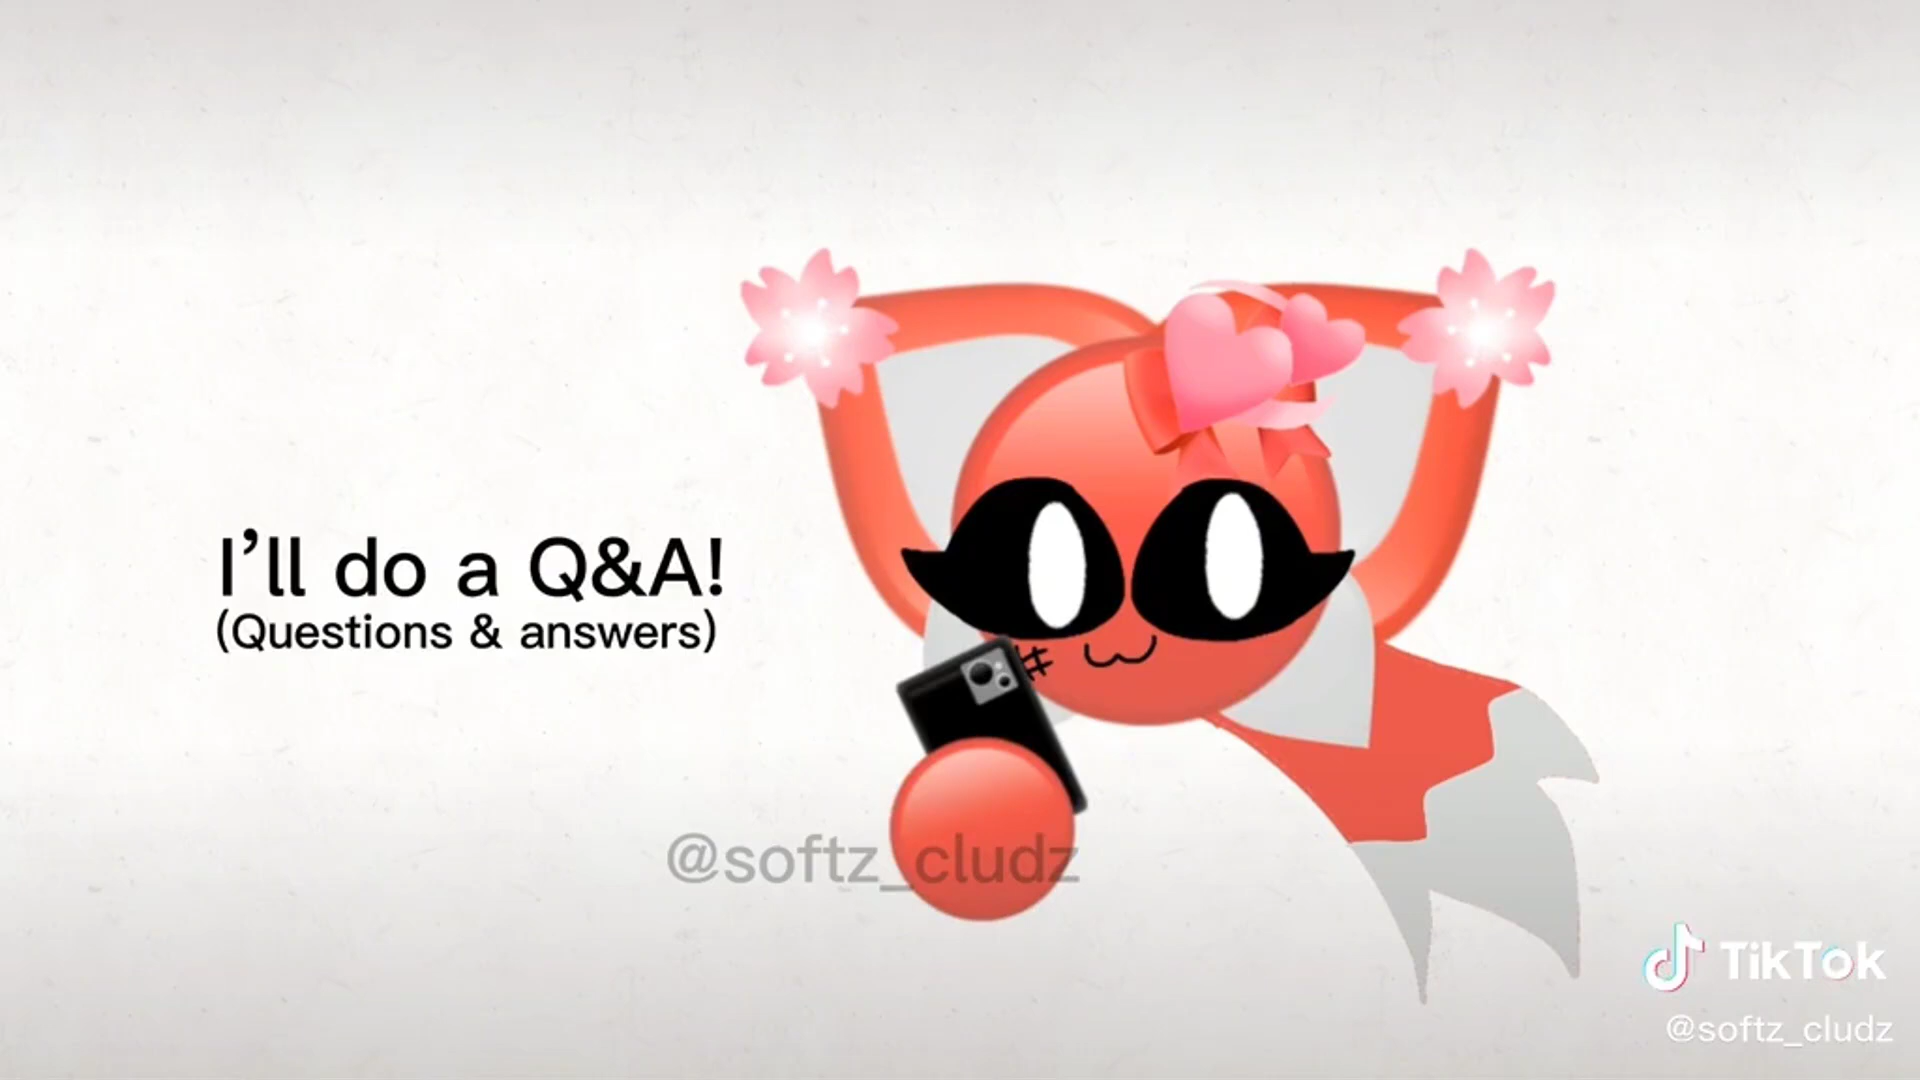 I’ll do a Q&A!
(Questions & answers)
@softz_cludz
TikTok
@softz_cludz